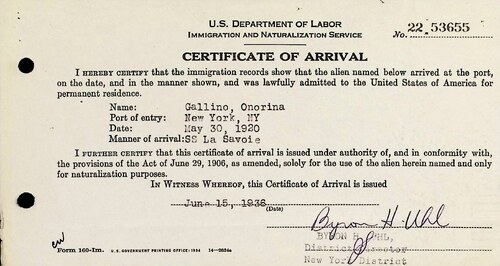 U.S. DEPARTMENT OF LABOR
IMMIGRATION AND NATURALIZATION SERVICE
No. 22 53655
CERTIFICATE OF ARRIVAL
I HEREBY CERTIFY that the immigration records show that the alien named below arrived at the port,
on the date, and in the manner shown, and was lawfully admitted to the United States of America for
permanent residence.
Name: Gallino, Onorina
Port of entry: New York, NY
Date: May 30, 1920
Manner of arrival: SS La Savoie
I FURTHER CERTIFY that this certificate of arrival is issued under authority of, and in conformity with,
the provisions of the Act of June 29, 1906, as amended, solely for the use of the alien herein named and only
for naturalization purposes.
IN WITNESS WHEREOF, this Certificate of Arrival is issued
June 15, 1936
(Date)
Byron H. Uhl
BYRON H. UHL
District Director
New York District
Form 160-Im. U. S. GOVERNMENT PRINTING OFFICE : 1934 14—2624a